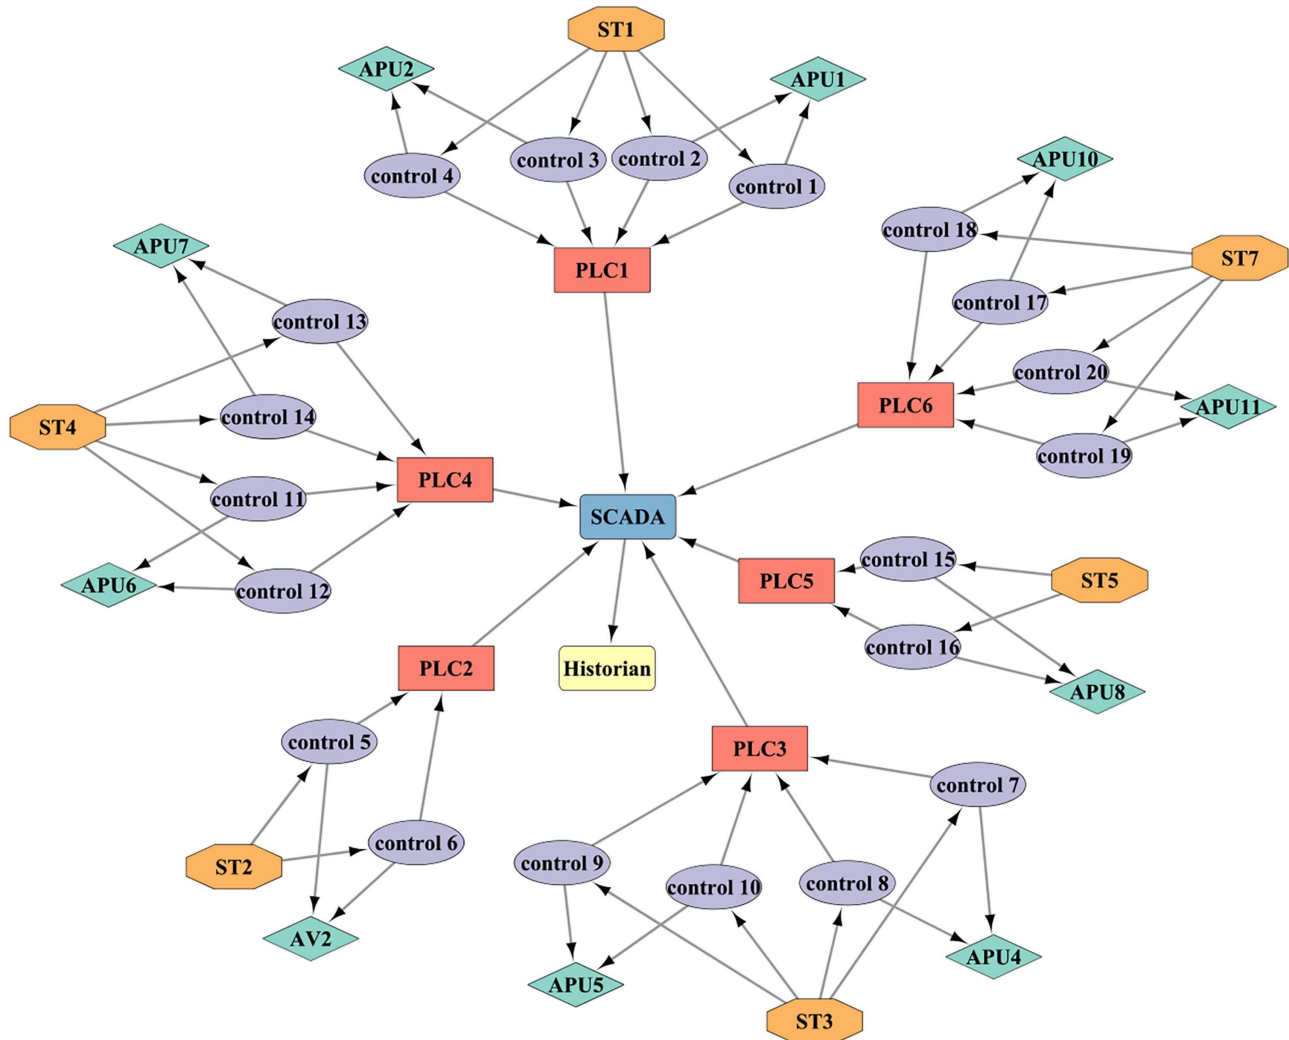 ST1
APU2
APU1
control 3
control 2
control 4
control 1
PLC1
APU10
control 18
ST7
control 17
control 20
PLC6
APU11
control 19
APU7
control 13
control 14
ST4
PLC4
control 11
APU6
control 12
SCADA
Historian
PLC5
control 15
ST5
control 16
APU8
PLC2
control 5
control 6
ST2
AV2
PLC3
control 7
control 9
control 10
control 8
APU4
APU5
ST3